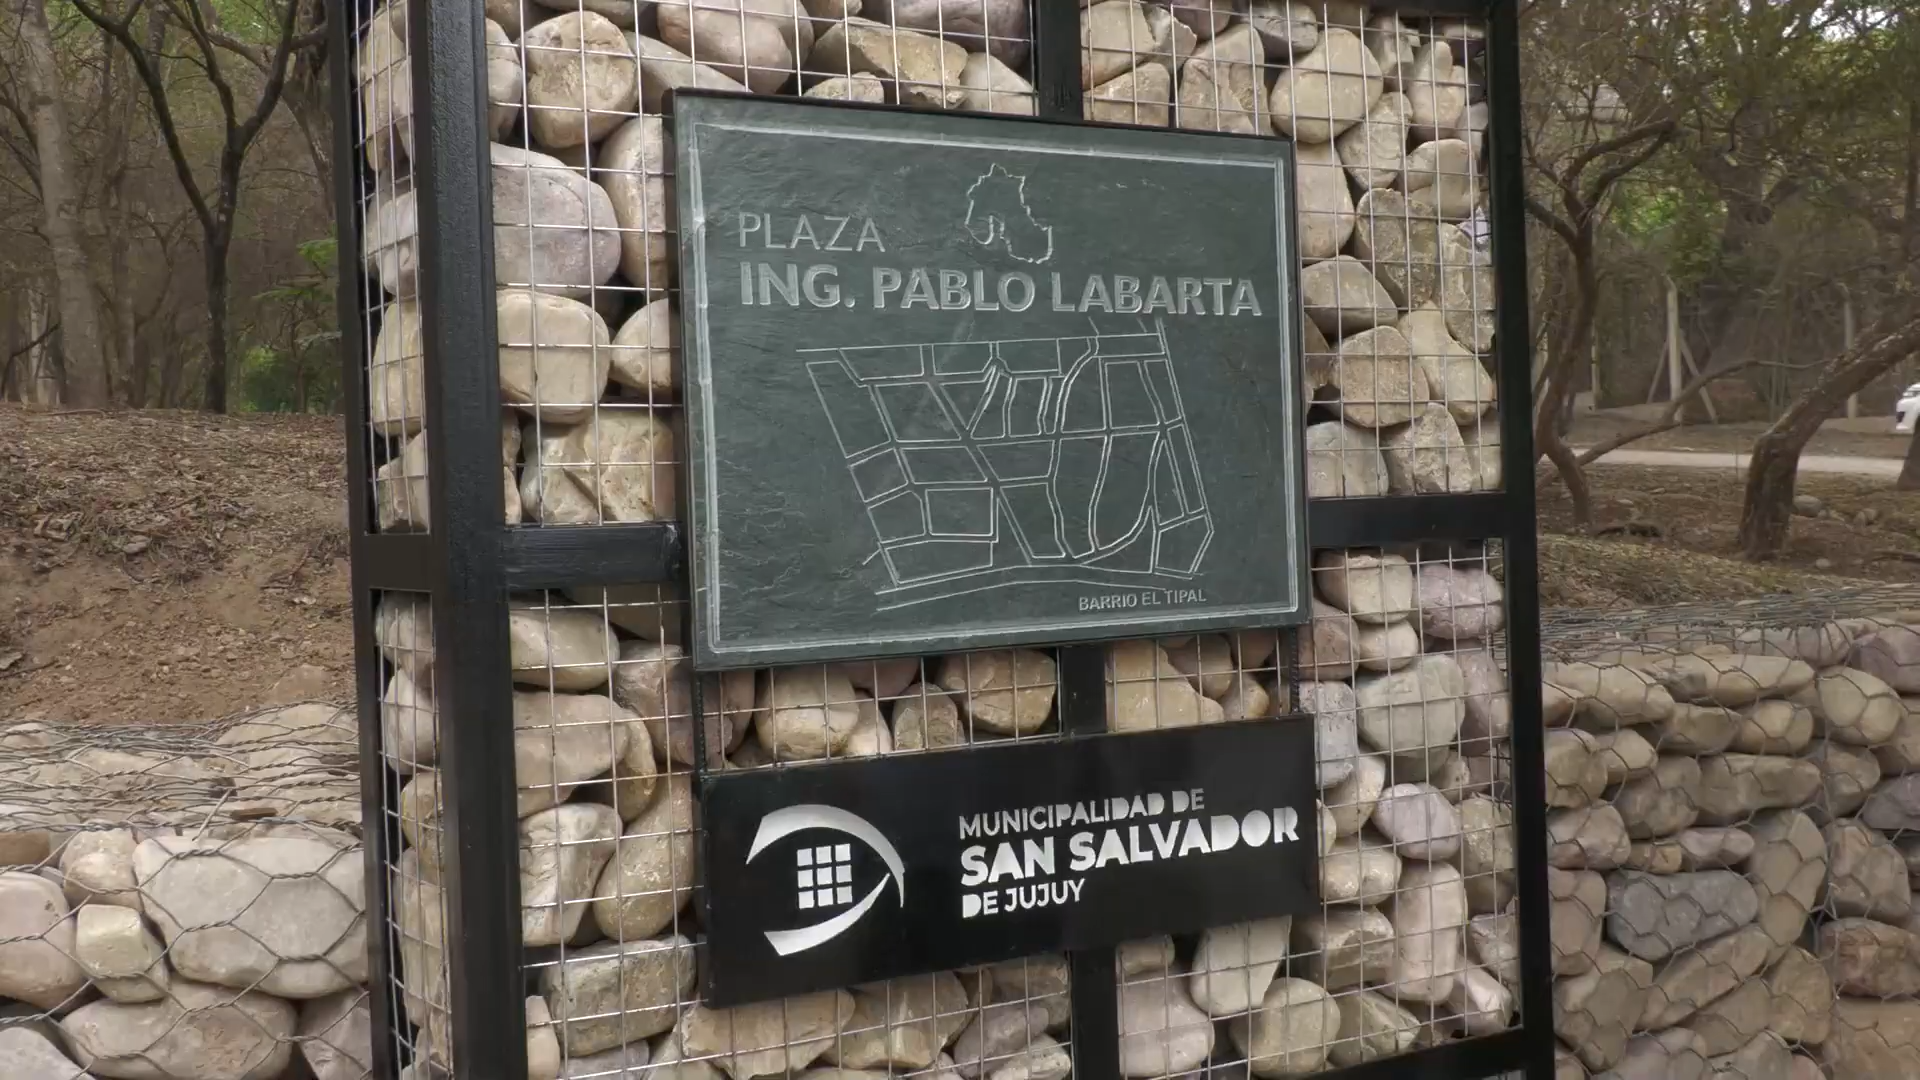 PLAZA
ING. PABLO LABARTA
BARRIO EL TIPAL
MUNICIPALIDAD DE
SAN SALVADOR
DE JUJUY